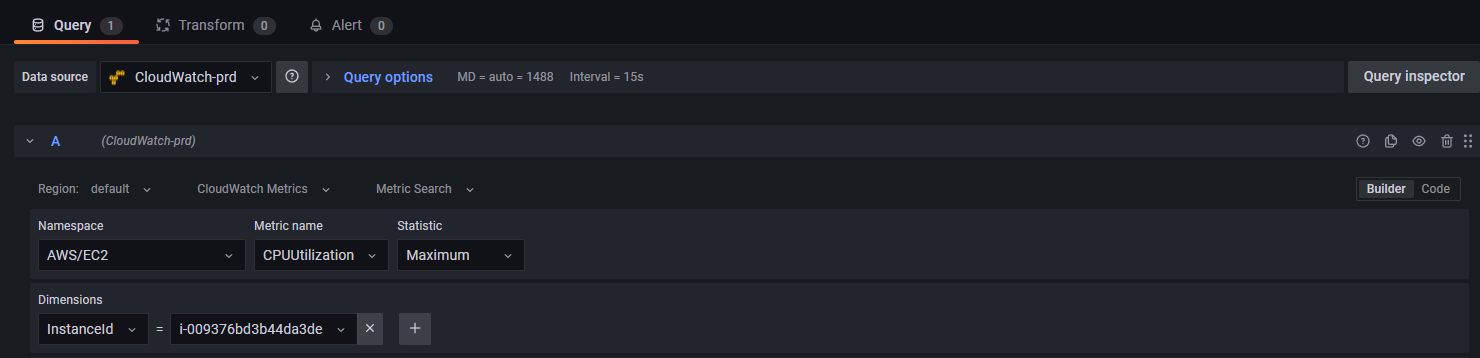 Query 1 Transform 0 Alert 0
Data source CloudWatch-prd Query options MD = auto = 1488 Interval = 15s Query inspector
A (CloudWatch-prd)
Region: default CloudWatch Metrics Metric Search Builder Code
Namespace Metric name Statistic
AWS/EC2 CPUUtilization Maximum
Dimensions
InstanceId = i-009376bd3b44da3de